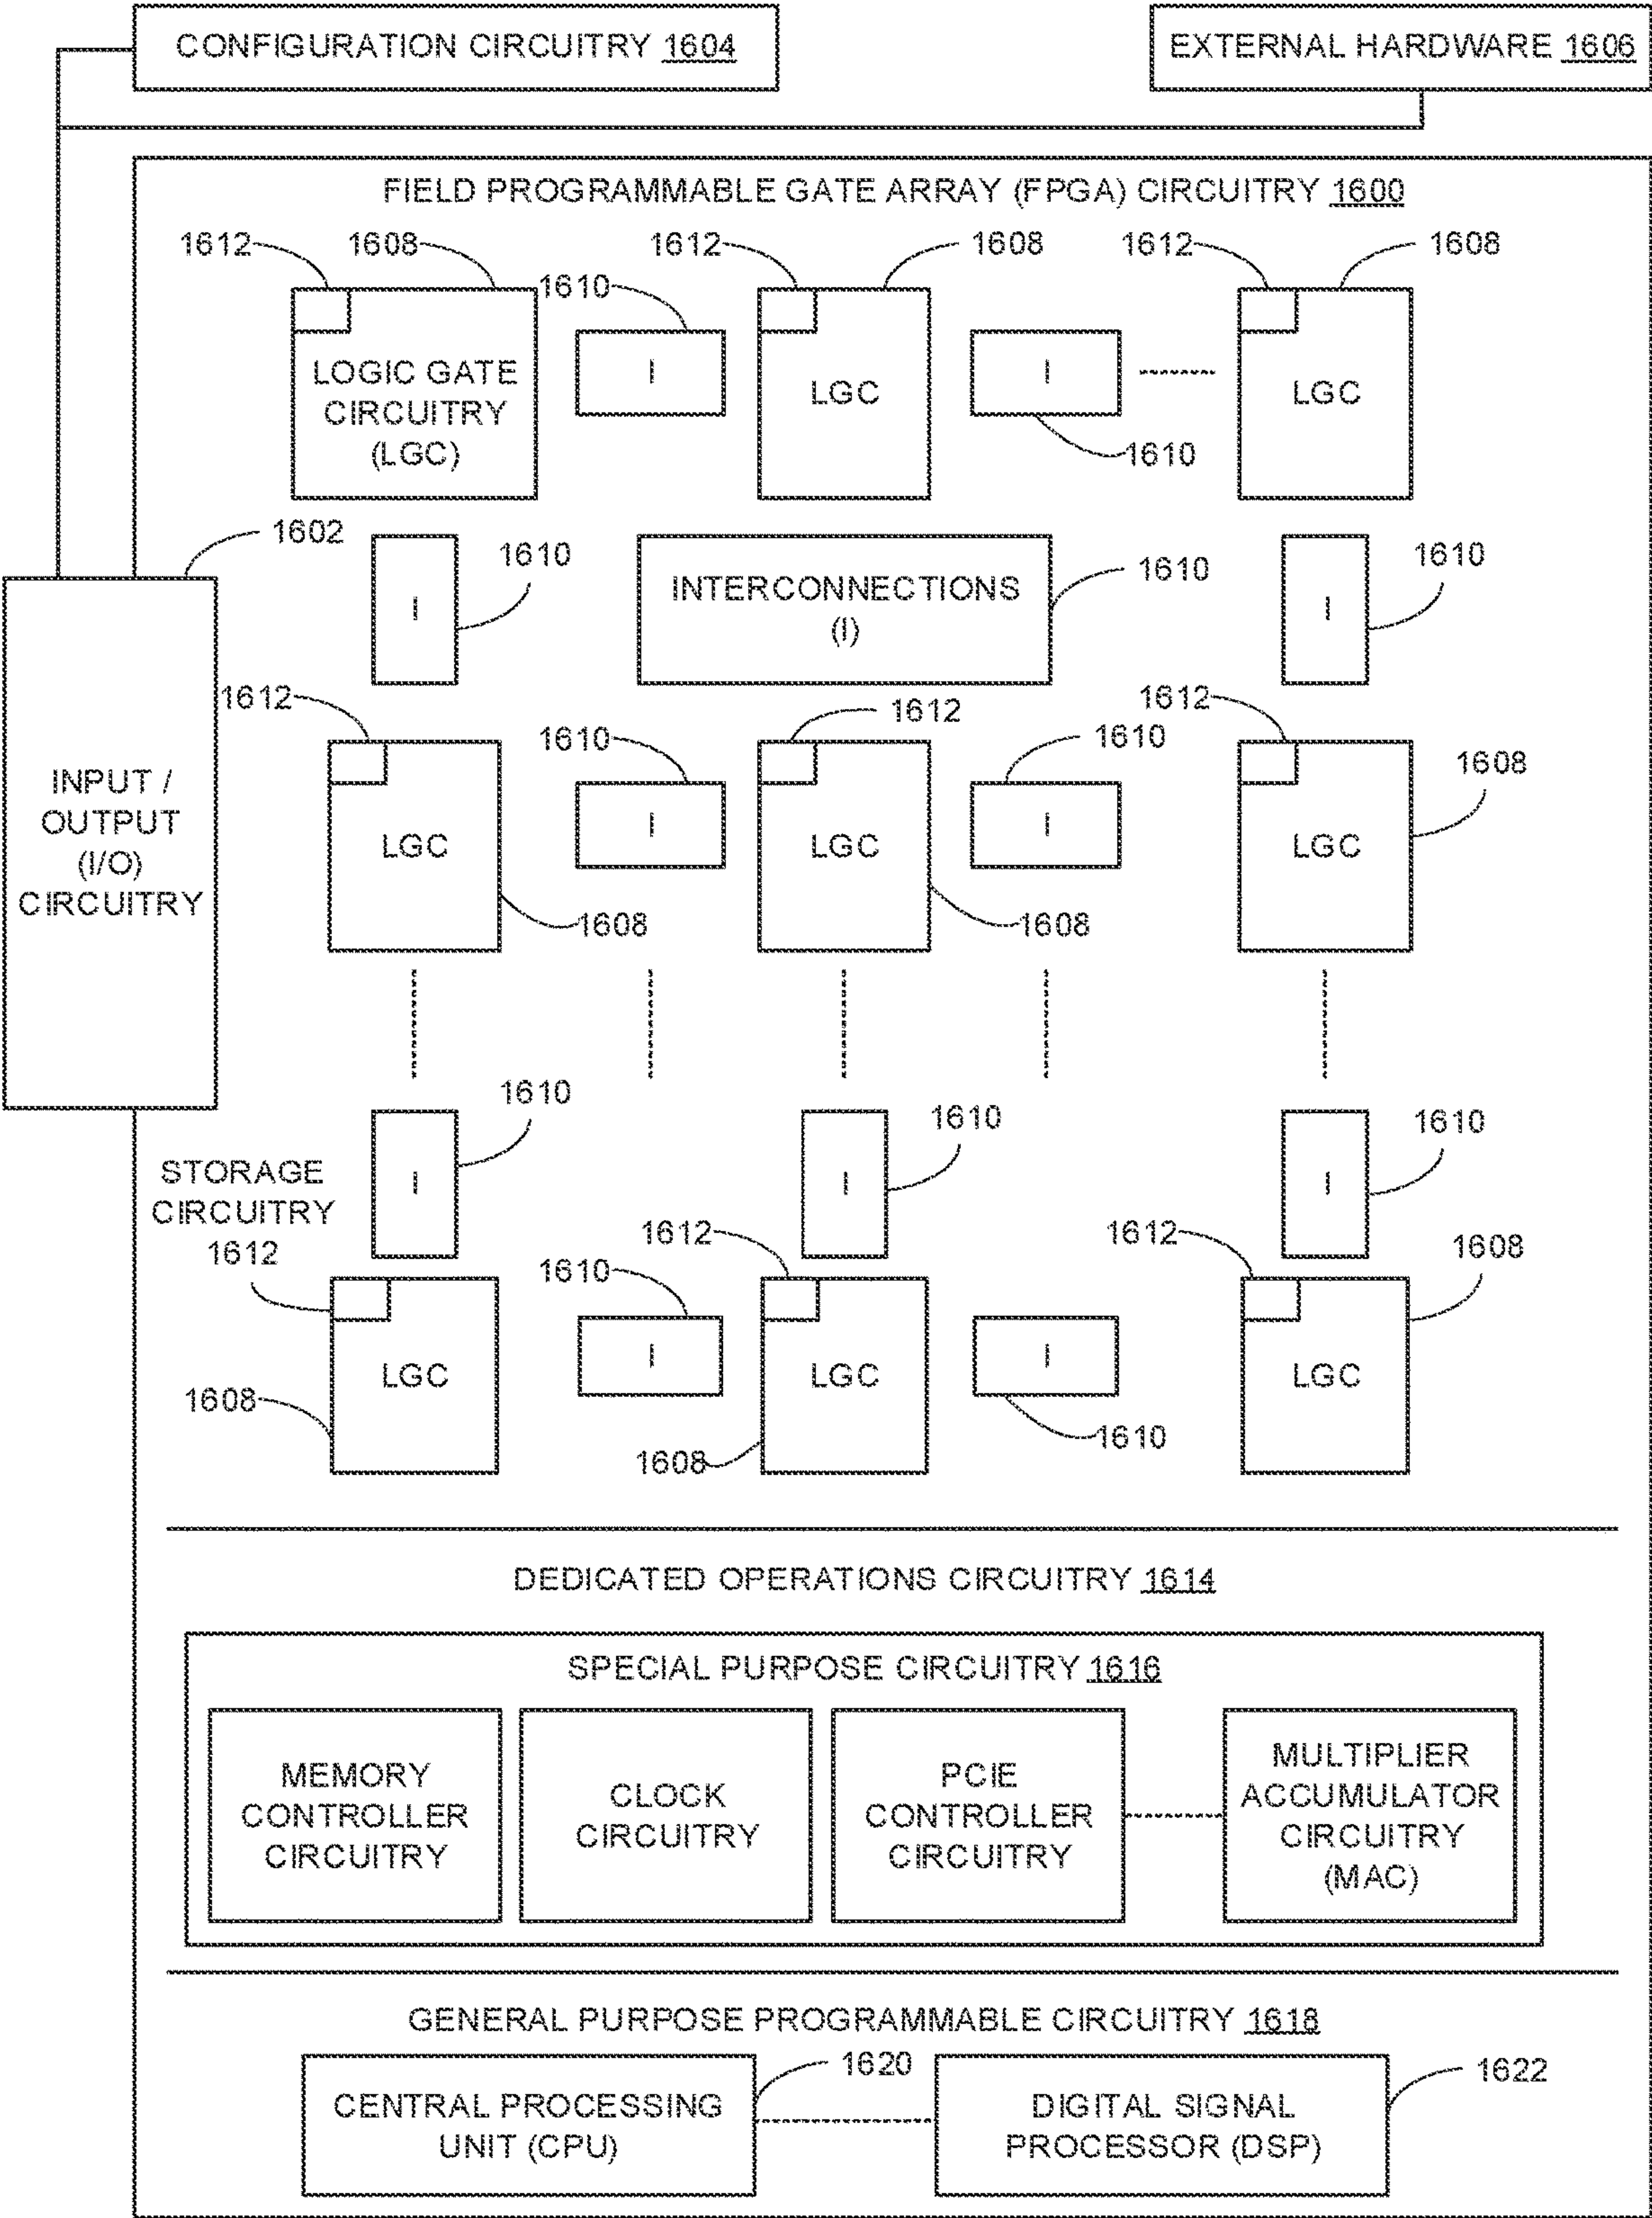 CONFIGURATION CIRCUITRY 1604
EXTERNAL HARDWARE 1606
FIELD PROGRAMMABLE GATE ARRAY (FPGA) CIRCUITRY 1600
1612
1608
1610
1612
1608
1612
1608
LOGIC GATE
CIRCUITRY
(LGC)
I
LGC
I
LGC
1610
1602
1610
I
INTERCONNECTIONS
(I)
1610
I
1610
INPUT /
OUTPUT
(I/O)
CIRCUITRY
1612
1610
1612
1610
1612
1608
LGC
I
LGC
I
LGC
1608
1608
1610
1610
1610
I
I
I
STORAGE
CIRCUITRY
1612
1610
1612
1612
1608
LGC
I
LGC
I
LGC
1608
1608
1610
DEDICATED OPERATIONS CIRCUITRY 1614
SPECIAL PURPOSE CIRCUITRY 1616
MEMORY
CONTROLLER
CIRCUITRY
CLOCK
CIRCUITRY
PCIE
CONTROLLER
CIRCUITRY
MULTIPLIER
ACCUMULATOR
CIRCUITRY
(MAC)
GENERAL PURPOSE PROGRAMMABLE CIRCUITRY 1618
1620
1622
CENTRAL PROCESSING
UNIT (CPU)
DIGITAL SIGNAL
PROCESSOR (DSP)